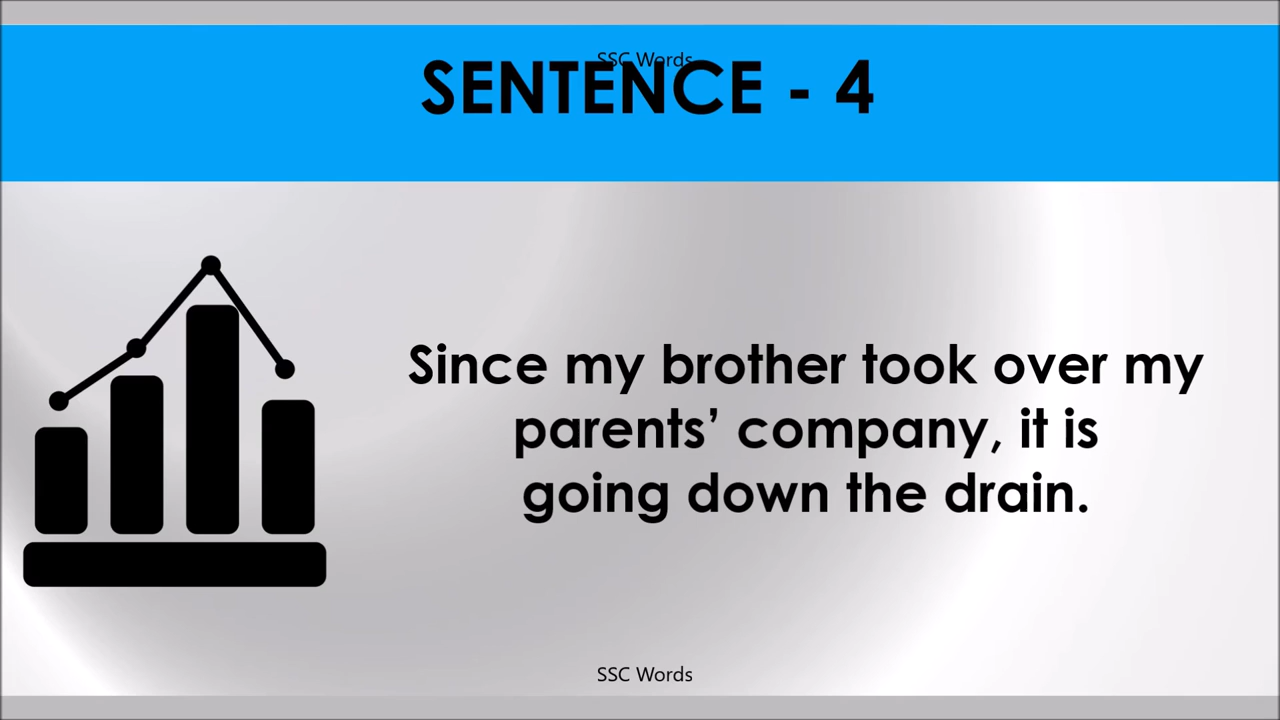 SSC Words
SENTENCE - 4
Since my brother took over my
parents’ company, it is
going down the drain.
SSC Words